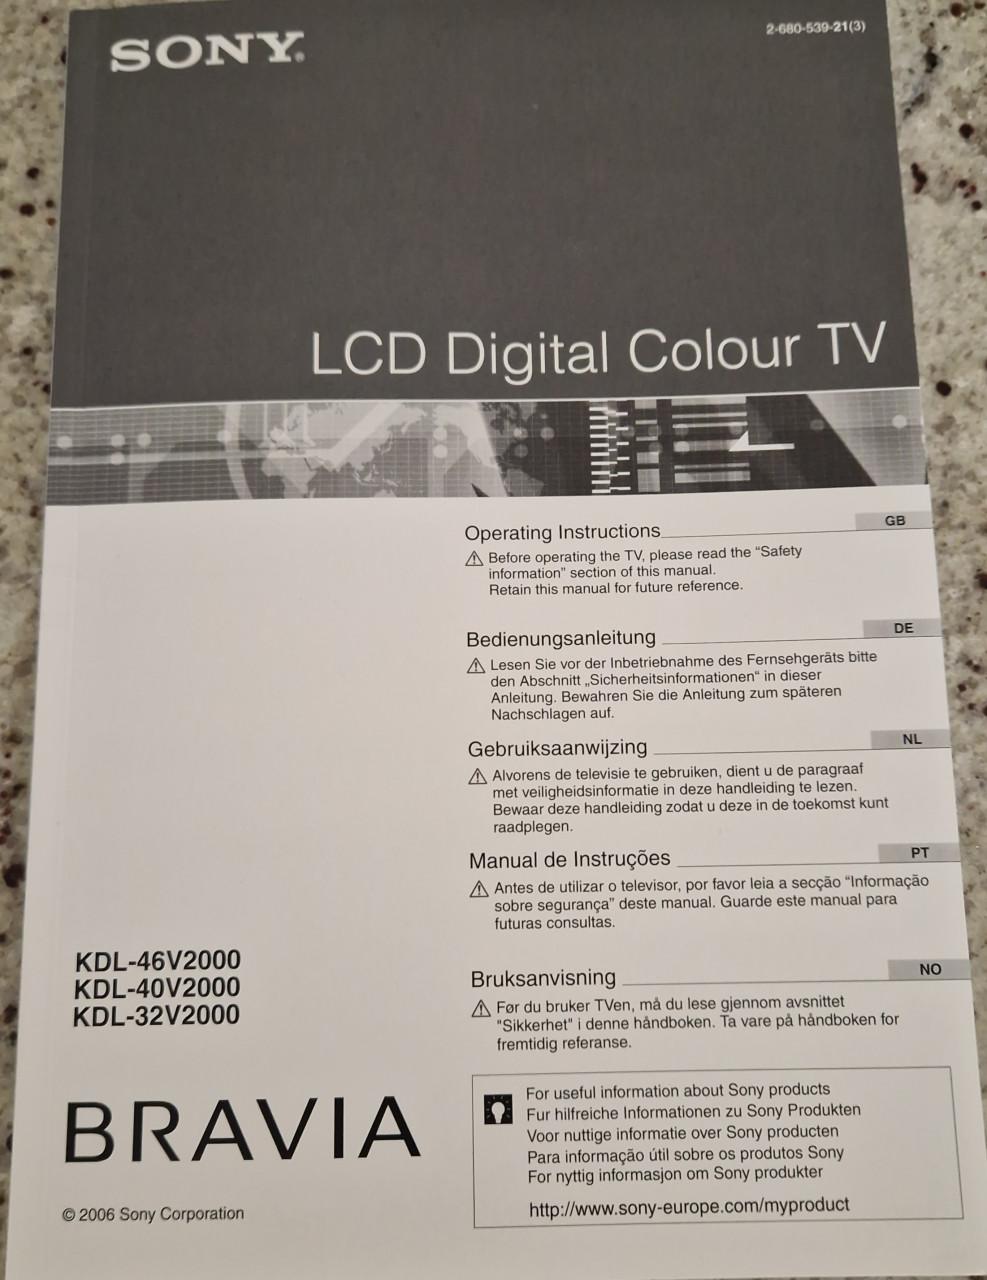 SONY®
2-680-539-21(3)
LCD Digital Colour TV
Operating Instructions
GB
Before operating the TV, please read the “Safety
information” section of this manual.
Retain this manual for future reference.
Bedienungsanleitung
DE
Lesen Sie vor der Inbetriebnahme des Fernsehgeräts bitte
den Abschnitt „Sicherheitsinformationen“ in dieser
Anleitung. Bewahren Sie die Anleitung zum späteren
Nachschlagen auf.
Gebruiksaanwijzing
NL
Alvorens de televisie te gebruiken, dient u de paragraaf
met veiligheidsinformatie in deze handleiding te lezen.
Bewaar deze handleiding zodat u deze in de toekomst kunt
raadplegen.
Manual de Instruções
PT
Antes de utilizar o televisor, por favor leia a secção “Informação
sobre segurança” deste manual. Guarde este manual para
futuras consultas.
Bruksanvisning
NO
Før du bruker TVen, må du lese gjennom avsnittet
"Sikkerhet" i denne håndboken. Ta vare på håndboken for
fremtidig referanse.
KDL-46V2000
KDL-40V2000
KDL-32V2000
BRAVIA
© 2006 Sony Corporation
For useful information about Sony products
Fur hilfreiche Informationen zu Sony Produkten
Voor nuttige informatie over Sony producten
Para informação útil sobre os produtos Sony
For nyttig informasjon om Sony produkter
http://www.sony-europe.com/myproduct